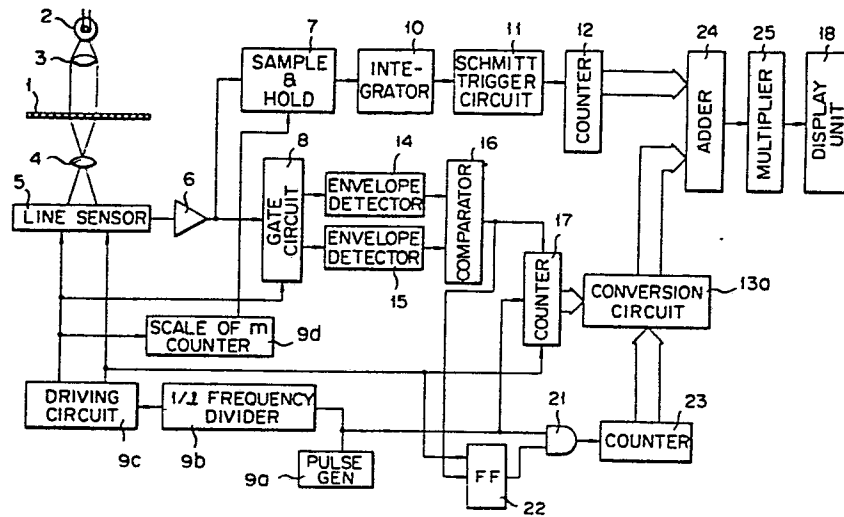 2
3
1
4
5
LINE SENSOR
6
7
SAMPLE
&
HOLD
10
INTE-
GRATOR
11
SCHMITT
TRIGGER
CIRCUIT
12
COUNTER
24
ADDER
25
MULTIPLIER
18
DISPLAY
UNIT
8
GATE
CIRCUIT
14
ENVELOPE
DETECTOR
ENVELOPE
DETECTOR
15
16
COMPARATOR
17
COUNTER
CONVERSION
CIRCUIT
13a
SCALE OF m
COUNTER
9d
DRIVING
CIRCUIT
9c
1/l FREQUENCY
DIVIDER
9b
PULSE
GEN
9a
FF
22
21
COUNTER
23